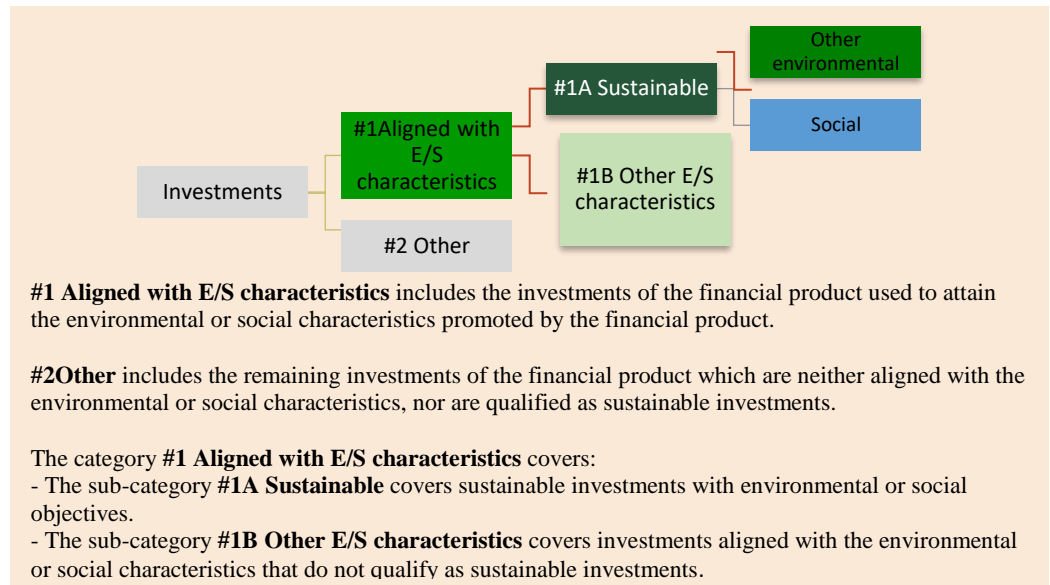 Other
environmental
#1A Sustainable
Social
#1Aligned with
E/S
characteristics
#1B Other E/S
characteristics
Investments
#2 Other
#1 Aligned with E/S characteristics includes the investments of the financial product used to attain
the environmental or social characteristics promoted by the financial product.
#2Other includes the remaining investments of the financial product which are neither aligned with the
environmental or social characteristics, nor are qualified as sustainable investments.
The category #1 Aligned with E/S characteristics covers:
- The sub-category #1A Sustainable covers sustainable investments with environmental or social
objectives.
- The sub-category #1B Other E/S characteristics covers investments aligned with the environmental
or social characteristics that do not qualify as sustainable investments.